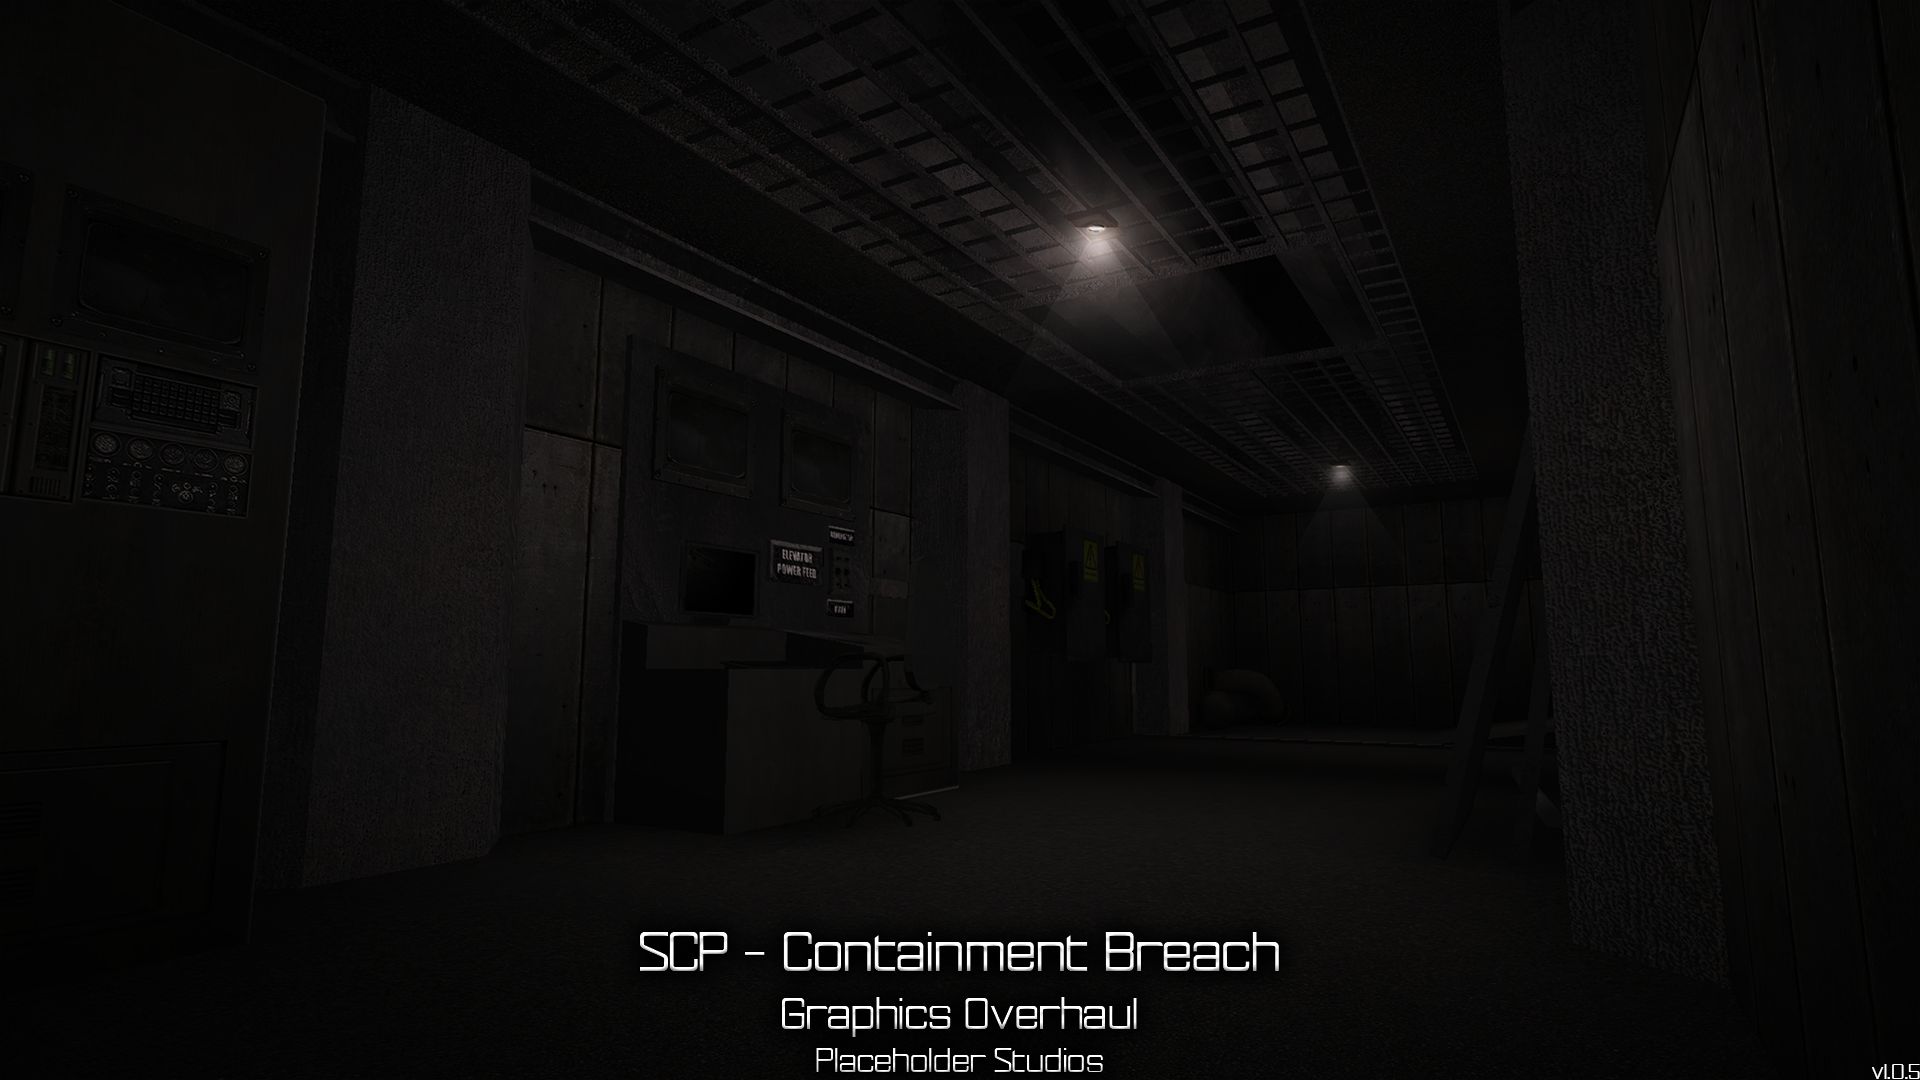 ELEVATOR
POWER FEED
SCP - Containment Breach
Graphics Overhaul
Placeholder Studios
v1.0.5